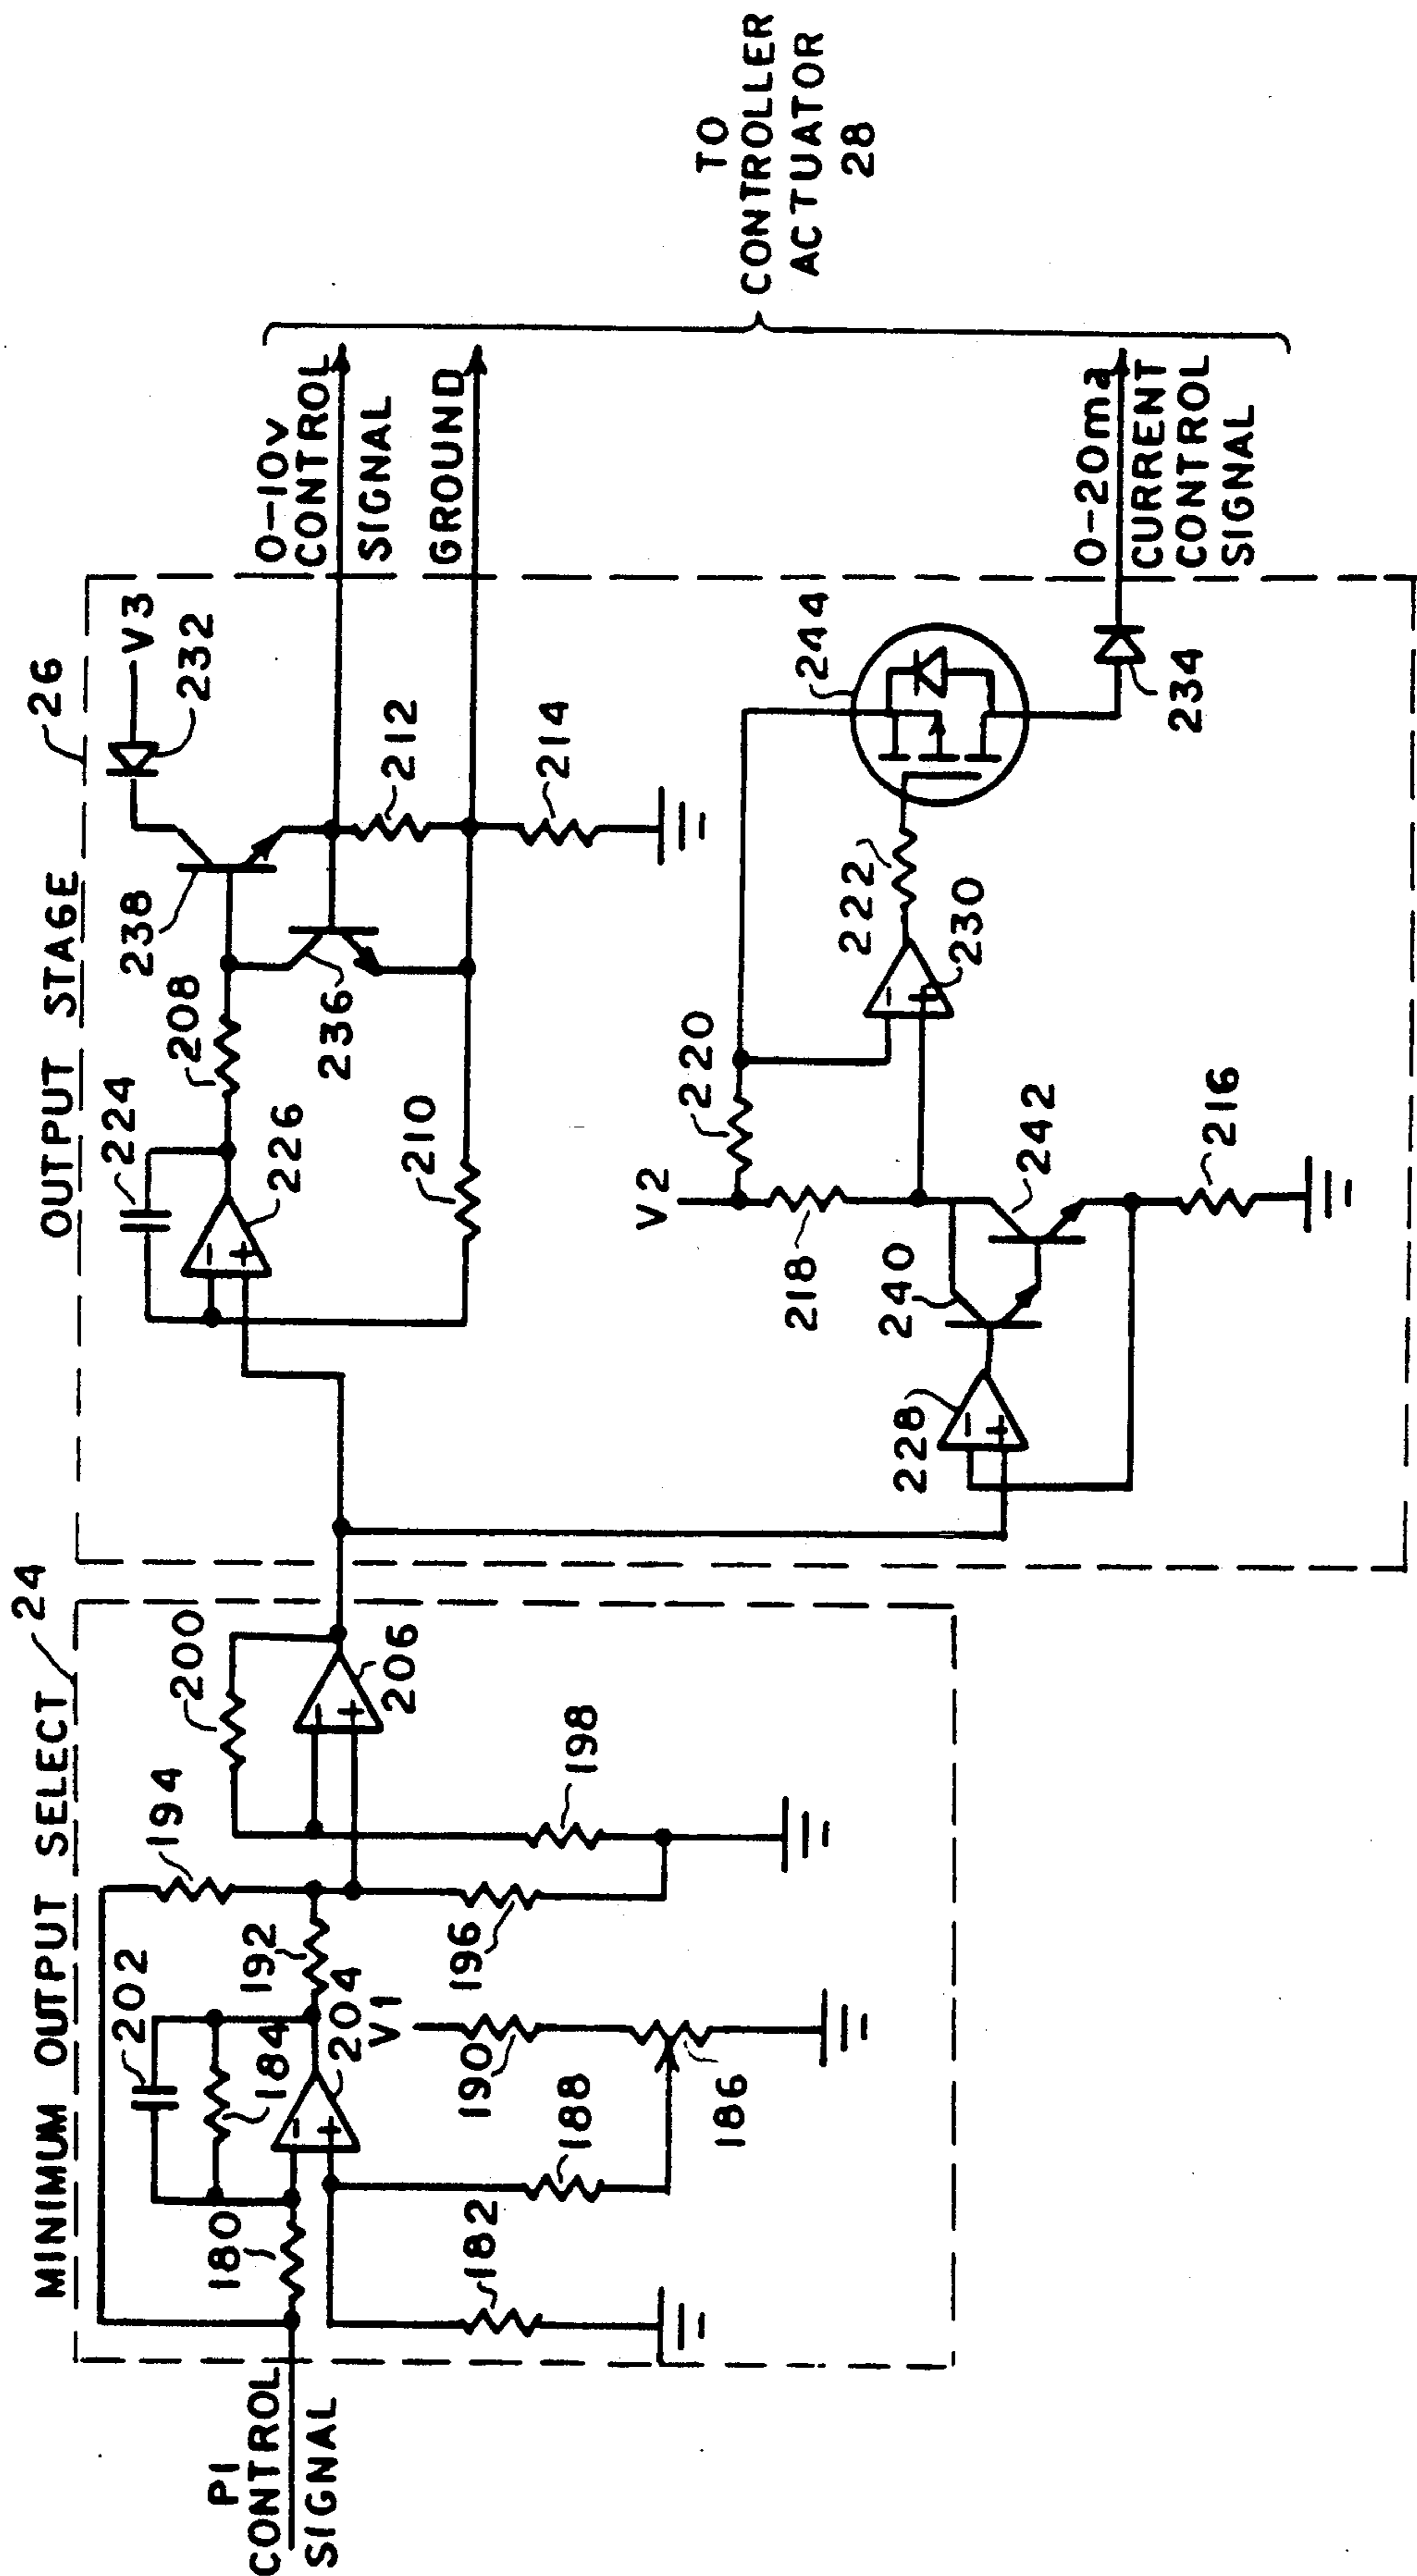 MINIMUM OUTPUT SELECT
24
PI
CONTROL
SIGNAL
180
182
202
184
204
188
186
190
V1
192
194
196
198
200
206
OUTPUT STAGE
26
224
226
208
210
236
238
232
V3
212
214
228
240
242
216
218
V2
220
222
230
244
234
0-10v
CONTROL
SIGNAL
GROUND
0-20ma
CURRENT
CONTROL
SIGNAL
TO
CONTROLLER
ACTUATOR
28